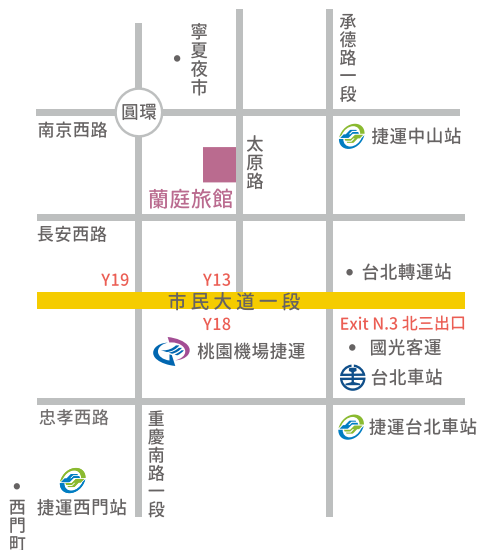 寧夏夜市
承德路一段
圓環
南京西路
捷運中山站
太原路
蘭庭旅館
長安西路
台北轉運站
Y19
Y13
市民大道一段
Y18
Exit N.3 北三出口
桃園機場捷運
國光客運
台北車站
忠孝西路
重慶南路一段
捷運台北車站
捷運西門站
西門町